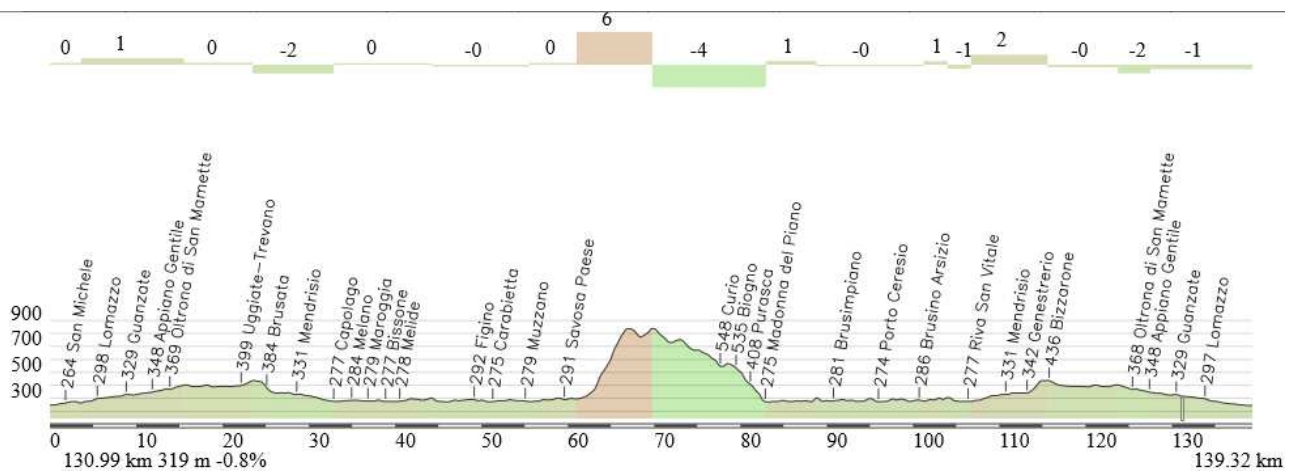 6
0 1 0 -2 0 -0 0 -4 1 -0 1 -1 2 -0 -2 -1
264 San Michele
298 Lomazzo
329 Guanzate
348 Appiano Gentile
369 Oltrona di San Mamette
399 Uggiate-Trevano
384 Brusata
331 Mendrisio
277 Capolago
284 Melano
279 Maroggia
277 Bissone
278 Melide
292 Figino
275 Carabietta
279 Muzzano
291 Savosa Paese
548 Curio
535 Biogno
408 Purasca
275 Madonna del Piano
281 Brusimpiano
274 Porto Ceresio
286 Brusino Arsizio
277 Riva San Vitale
331 Mendrisio
342 Genestrerio
436 Bizzarone
368 Oltrona di San Mamette
348 Appiano Gentile
329 Guanzate
297 Lomazzo
900
700
500
300
0 10 20 30 40 50 60 70 80 90 100 110 120 130
130.99 km 319 m -0.8% 139.32 km